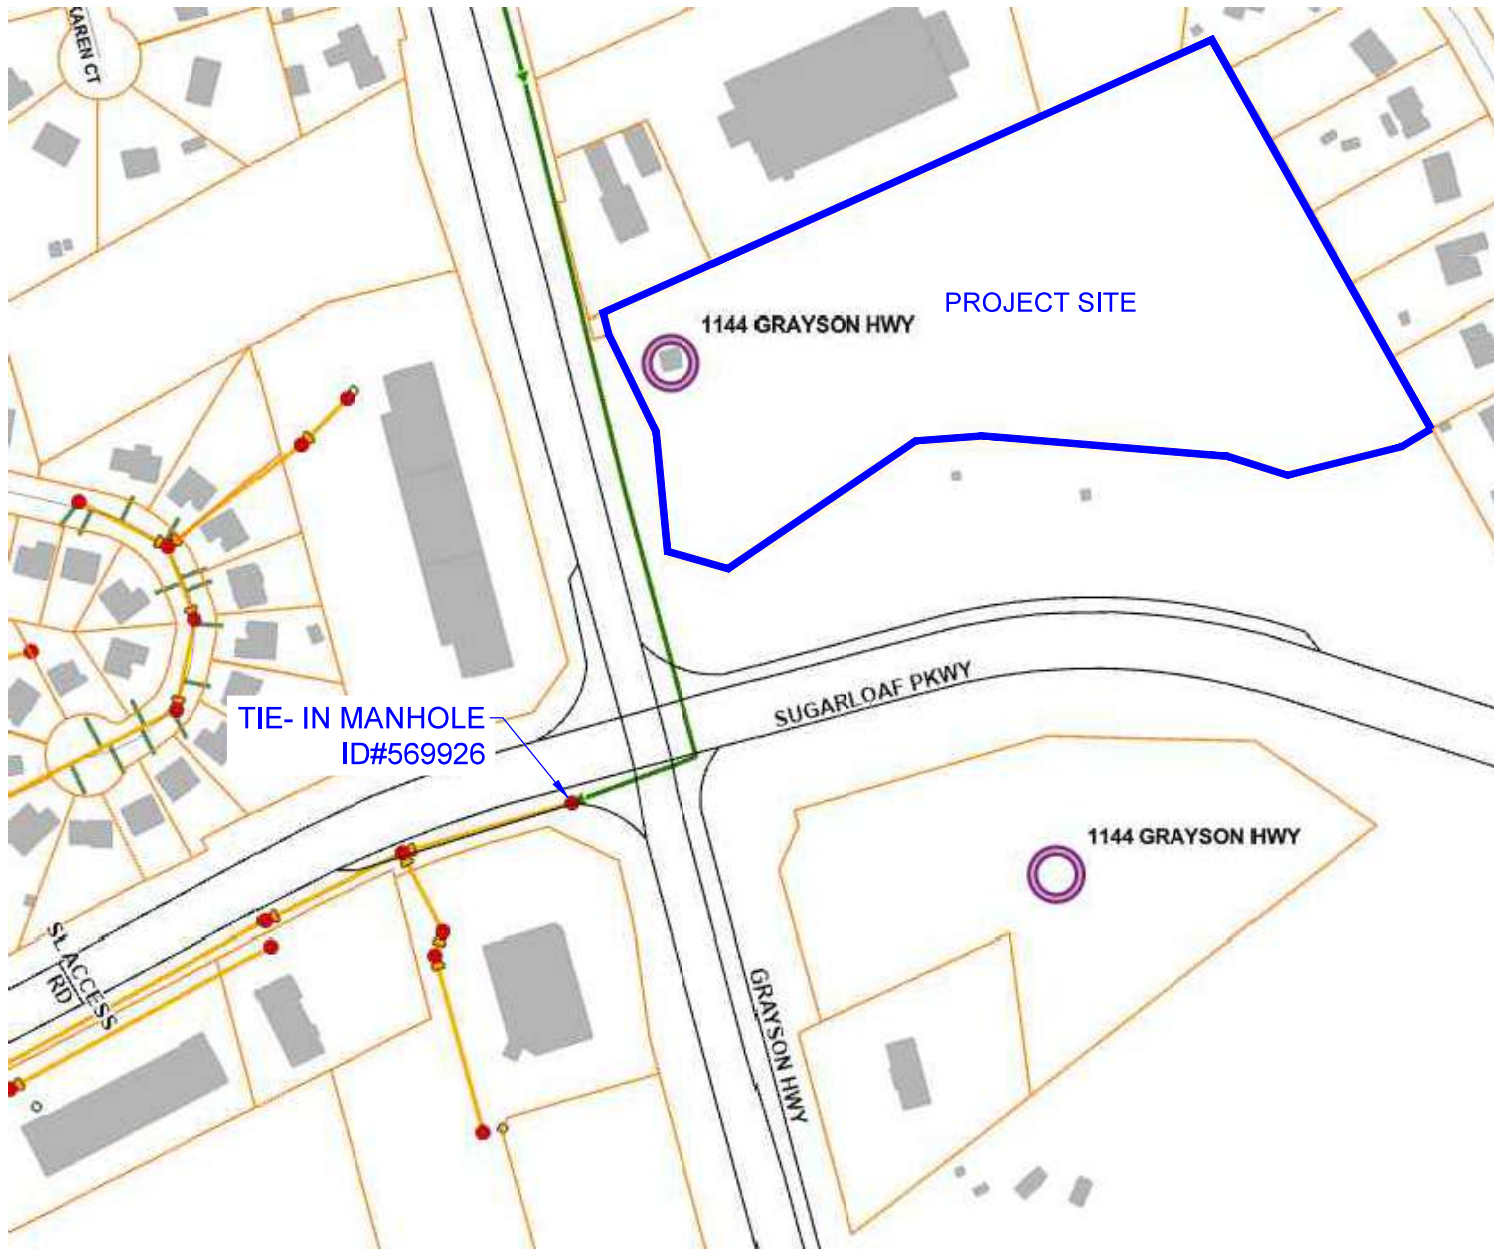 KAREN CT
PROJECT SITE
1144 GRAYSON HWY
SUGARLOAF PKWY
TIE- IN MANHOLE
ID#569926
1144 GRAYSON HWY
SL ACCESS
RD
GRAYSON HWY